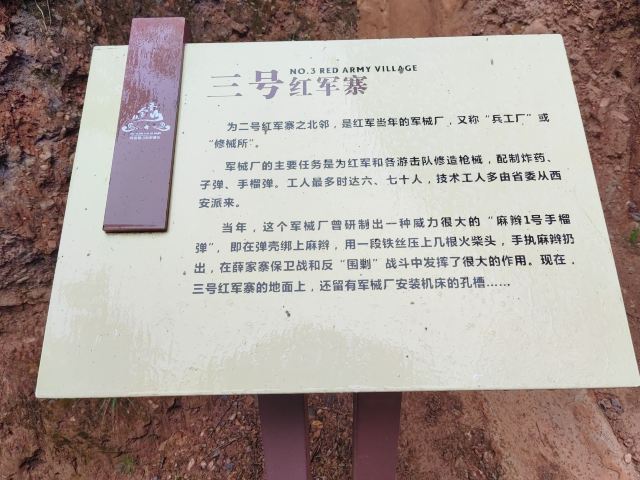 NO.3 RED ARMY VILLAGE
三号红军寨
为二号红军寨之北邻，是红军当年的军械厂，又称“兵工厂”或
“修械所”。
军械厂的主要任务是为红军和各游击队修造枪械，配制炸药、
子弹、手榴弹。工人最多时达六、七十人，技术工人多由省委从西
安派来。
当年，这个军械厂曾研制出一种威力很大的“麻辫1号手榴
弹”，即在弹壳绑上麻辫，用一段铁丝压上几根火柴头，手执麻辫扔
出，在薛家寨保卫战和反“围剿”战斗中发挥了很大的作用。现在，
三号红军寨的地面上，还留有军械厂安装机床的孔槽……